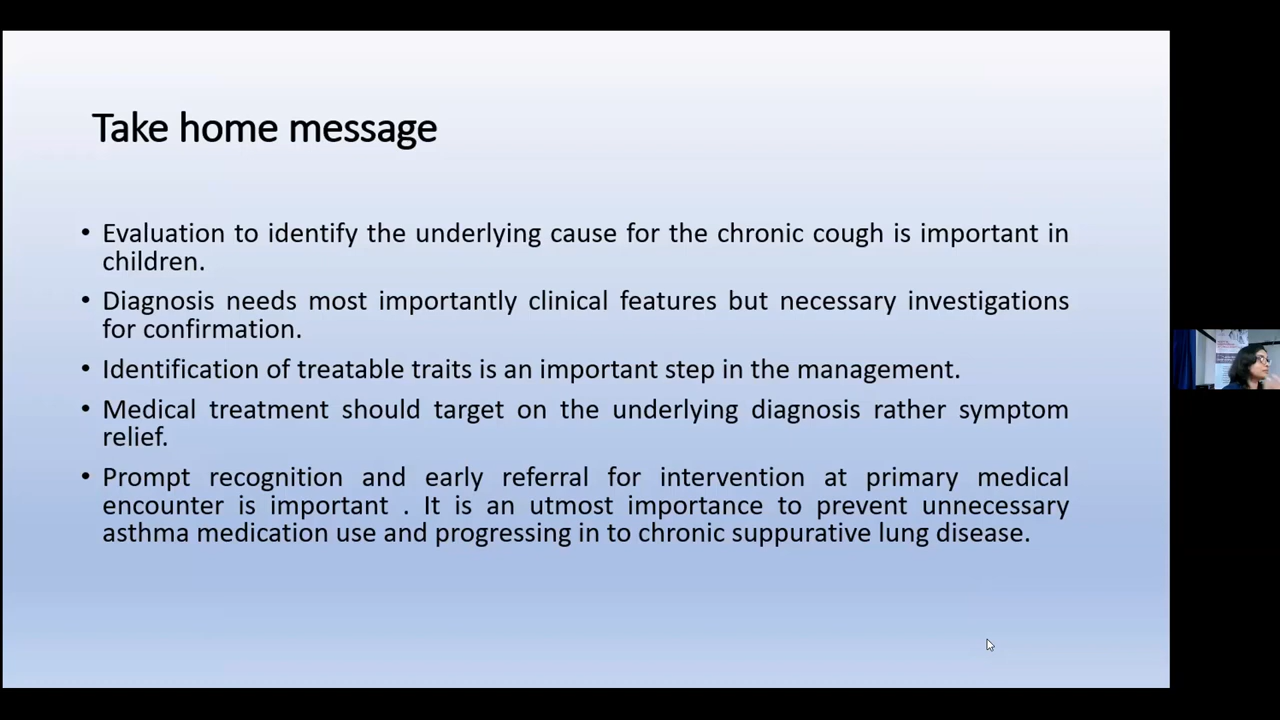 Take home message
• Evaluation to identify the underlying cause for the chronic cough is important in
children.
• Diagnosis needs most importantly clinical features but necessary investigations
for confirmation.
• Identification of treatable traits is an important step in the management.
• Medical treatment should target on the underlying diagnosis rather symptom
relief.
• Prompt recognition and early referral for intervention at primary medical
encounter is important . It is an utmost importance to prevent unnecessary
asthma medication use and progressing in to chronic suppurative lung disease.